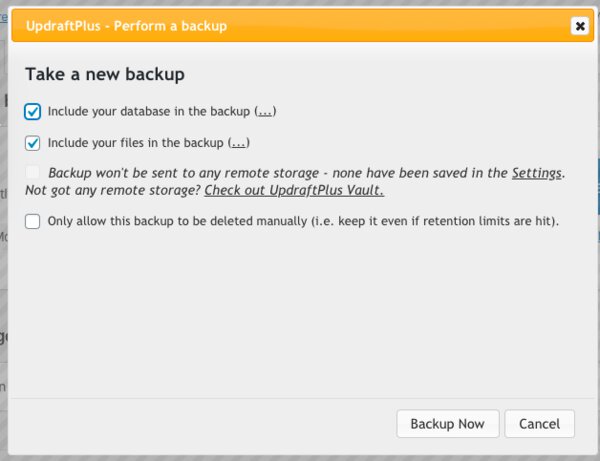 UpdraftPlus - Perform a backup
Take a new backup
Include your database in the backup (...)
Include your files in the backup (...)
Backup won't be sent to any remote storage - none have been saved in the Settings.
Not got any remote storage? Check out UpdraftPlus Vault.
Only allow this backup to be deleted manually (i.e. keep it even if retention limits are hit).
Backup Now
Cancel